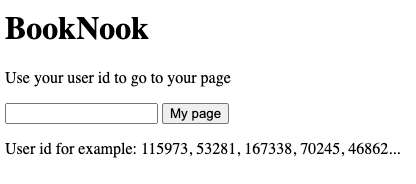 BookNook
Use your user id to go to your page
My page
User id for example: 115973, 53281, 167338, 70245, 46862...